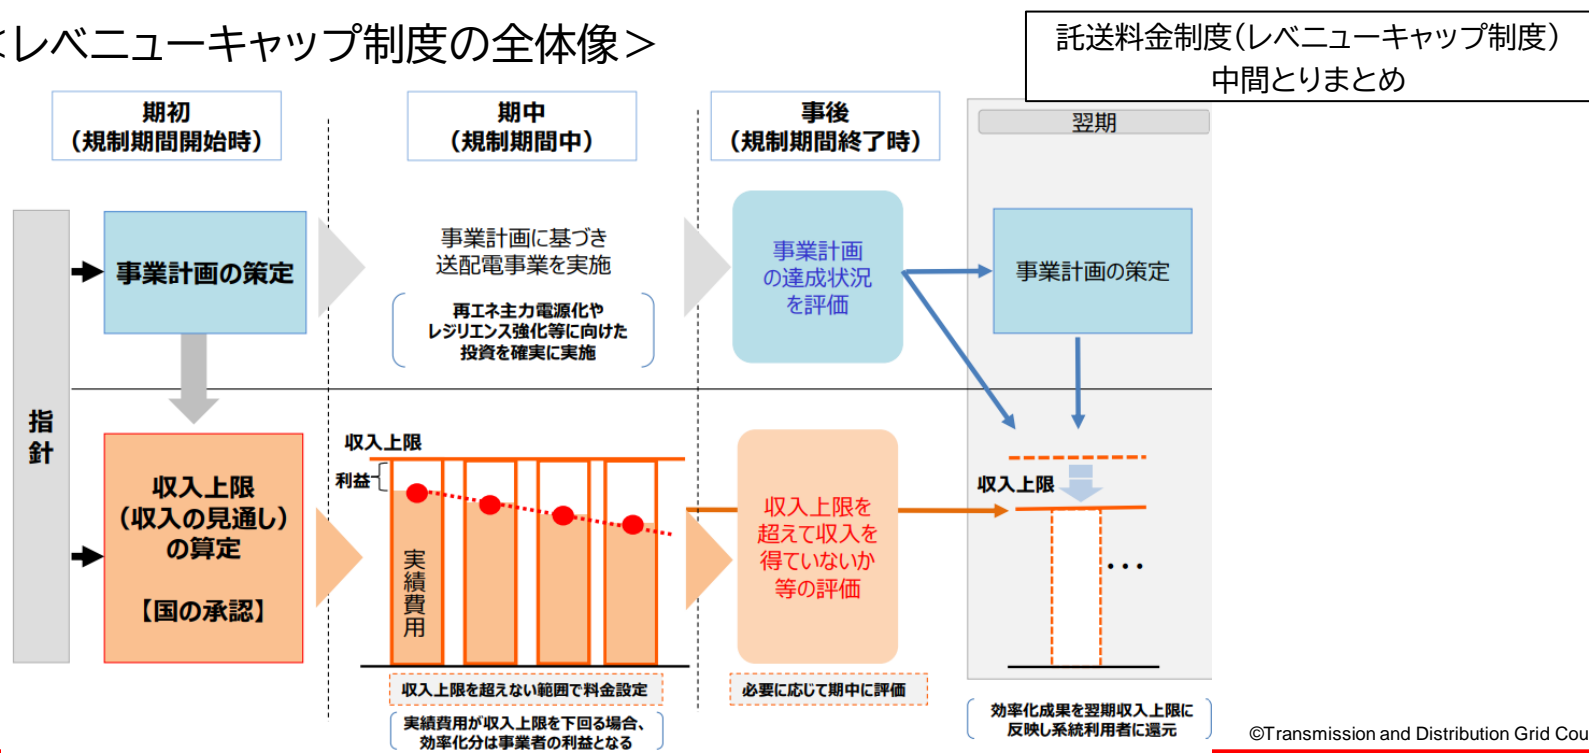 レベニューキャップ制度の全体像＞
託送料金制度（レベニューキャップ制度）
中間とりまとめ
期初
（規制期間開始時）
期中
（規制期間中）
事後
（規制期間終了時）
翌期
指針
事業計画の策定
事業計画に基づき
送配電事業を実施
再エネ主力電源化や
レジリエンス強化等に向けた
投資を確実に実施
事業計画
の達成状況
を評価
事業計画の策定
収入上限
（収入の見通し）
の算定
【国の承認】
収入上限
利益
実績費用
収入上限を超えない範囲で料金設定
実績費用が収入上限を下回る場合、
効率化分は事業者の利益となる
収入上限を
超えて収入を
得ていないか
等の評価
必要に応じて期中に評価
収入上限
・・・
効率化成果を翌期収入上限に
反映し系統利用者に還元
©Transmission and Distribution Grid Cou